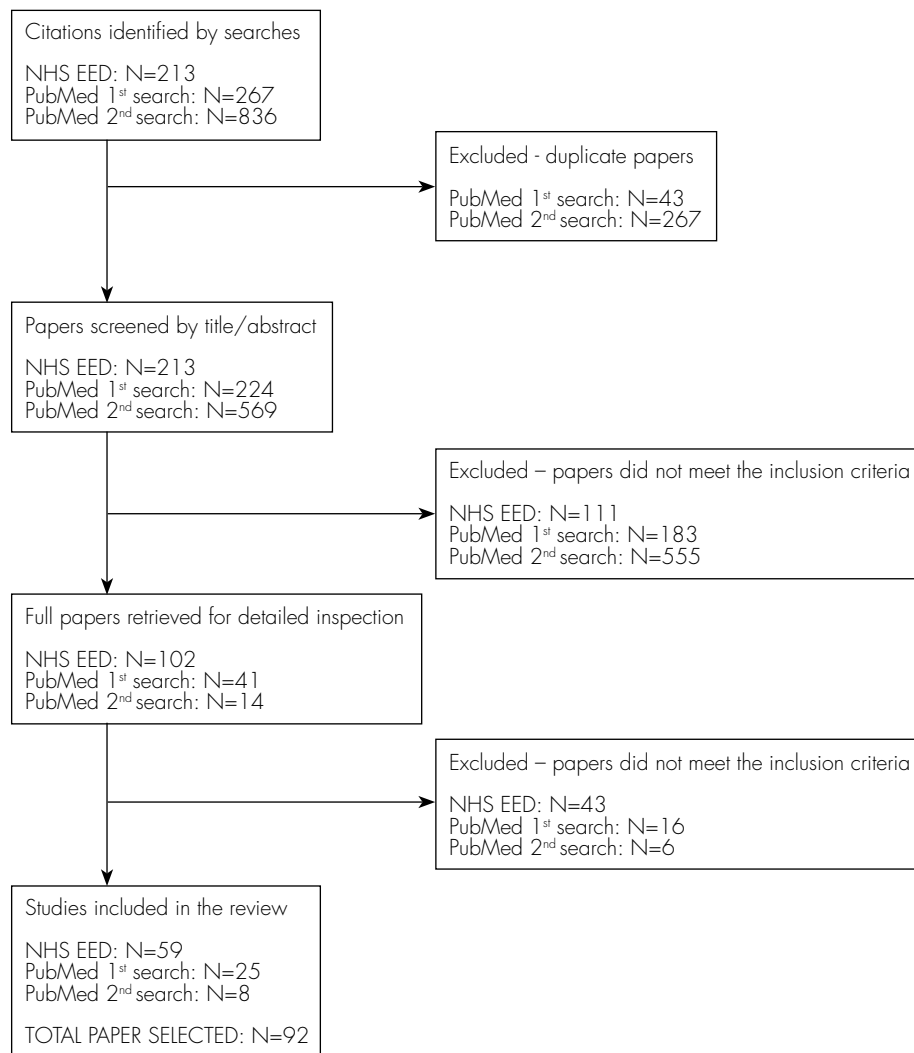 Citations identified by searches
NHS EED: N=213
PubMed 1st search: N=267
PubMed 2nd search: N=836
Excluded - duplicate papers
PubMed 1st search: N=43
PubMed 2nd search: N=267
Papers screened by title/abstract
NHS EED: N=213
PubMed 1st search: N=224
PubMed 2nd search: N=569
Excluded – papers did not meet the inclusion criteria
NHS EED: N=111
PubMed 1st search: N=183
PubMed 2nd search: N=555
Full papers retrieved for detailed inspection
NHS EED: N=102
PubMed 1st search: N=41
PubMed 2nd search: N=14
Excluded – papers did not meet the inclusion criteria
NHS EED: N=43
PubMed 1st search: N=16
PubMed 2nd search: N=6
Studies included in the review
NHS EED: N=59
PubMed 1st search: N=25
PubMed 2nd search: N=8
TOTAL PAPER SELECTED: N=92